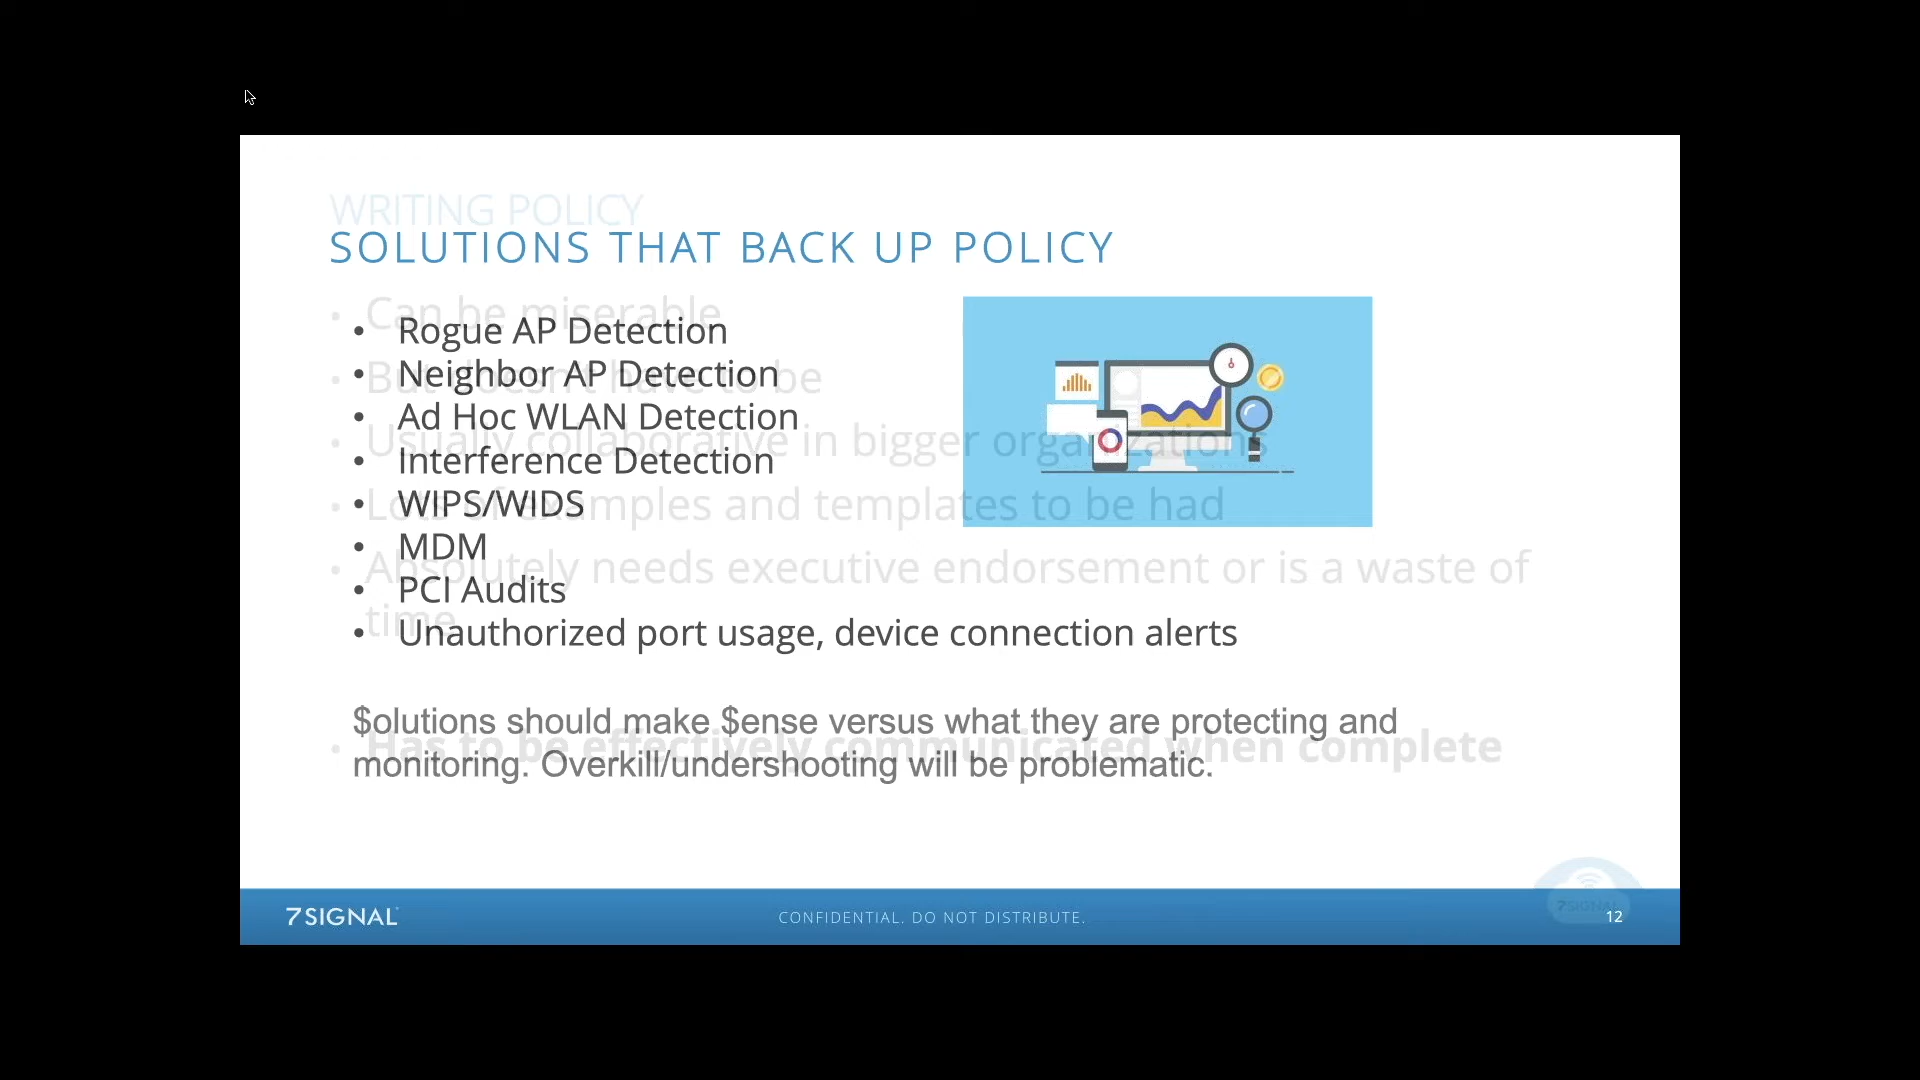 WRITING POLICY
SOLUTIONS THAT BACK UP POLICY
• Can be miserable
• Rogue AP Detection
• Neighbor AP Detection
• But doesn't have to be
• Ad Hoc WLAN Detection
• Usually collaborative in bigger organizations
• Interference Detection
• WIPS/WIDS
• Lots of examples and templates to be had
• MDM
• Absolutely needs executive endorsement or is a waste of
• PCI Audits
time
• Unauthorized port usage, device connection alerts
$olutions should make $ense versus what they are protecting and
• Has to be effectively communicated when complete
monitoring. Overkill/undershooting will be problematic.
7SIGNAL
CONFIDENTIAL. DO NOT DISTRIBUTE.
7SIGNAL
12